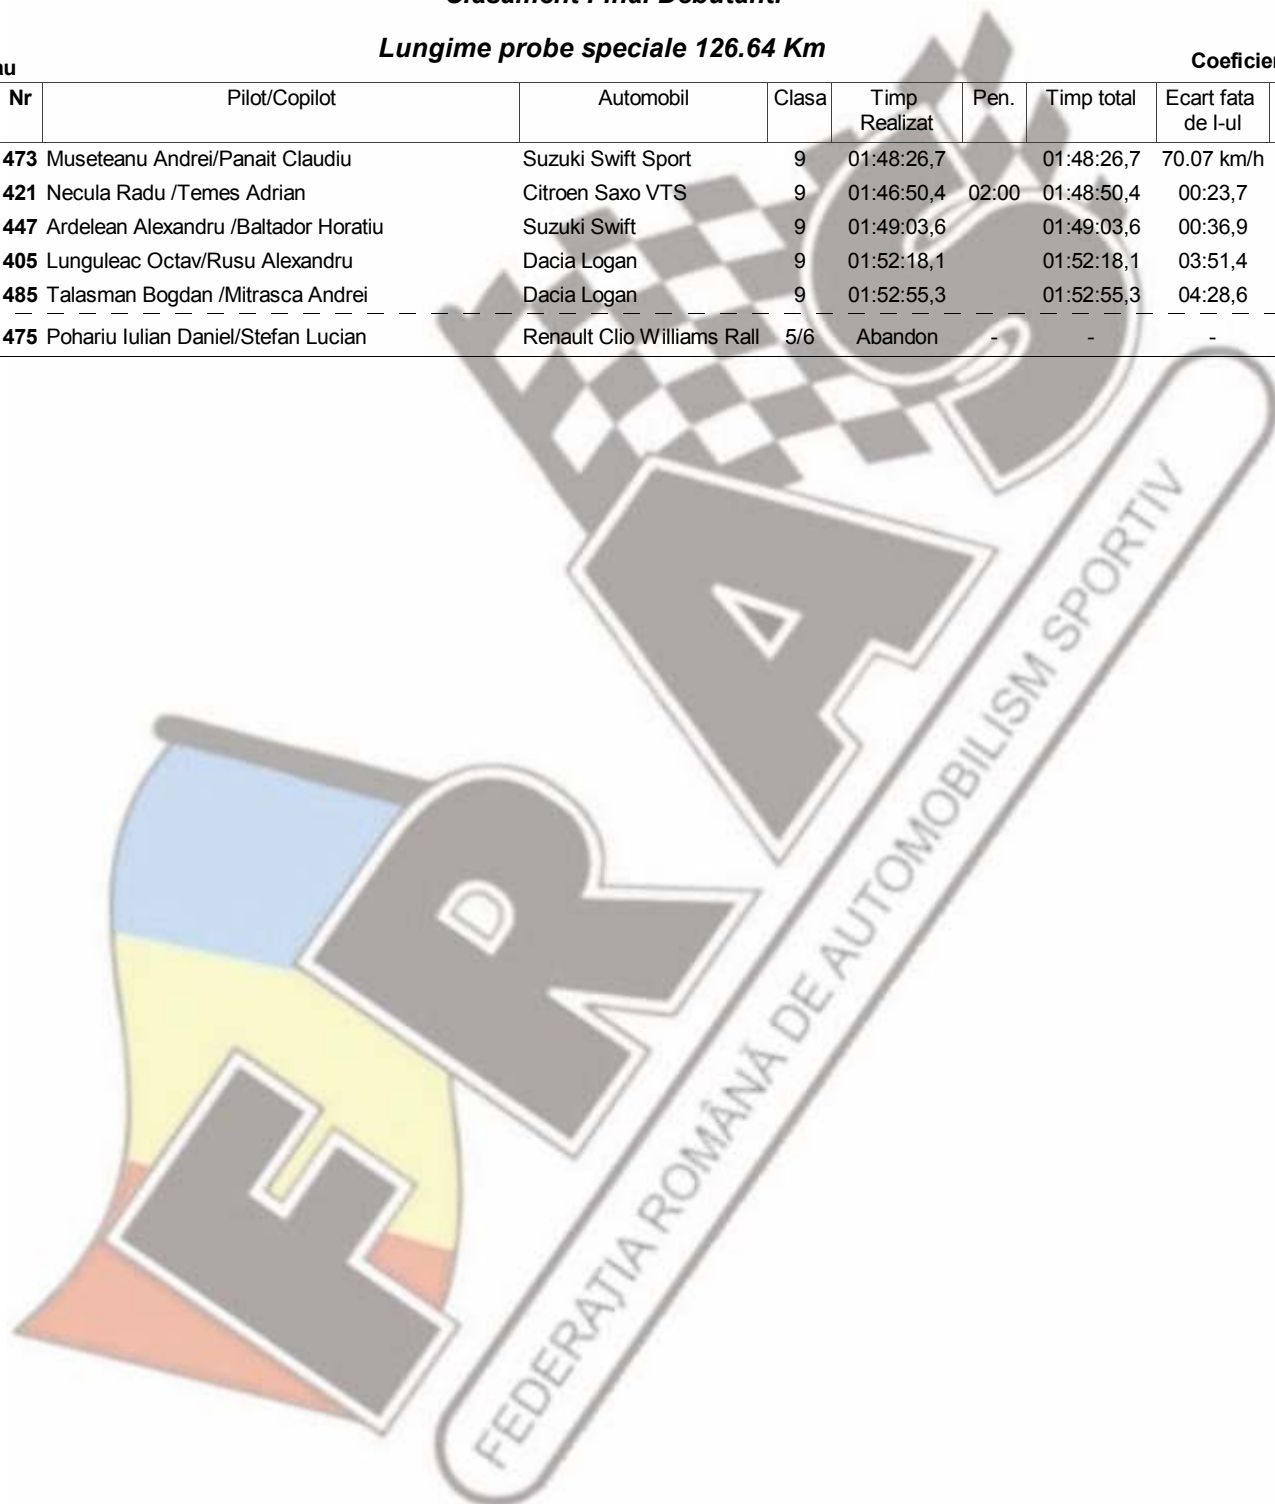 Lungime probe speciale 126.64 Km
Nr Pilot/Copilot Automobil Clasa Timp Realizat Pen. Timp total Ecart fata de l-ul
473 Museteanu Andrei/Panait Claudiu Suzuki Swift Sport 9 01:48:26,7 01:48:26,7 70.07 km/h
421 Necula Radu /Temes Adrian Citroen Saxo VTS 9 01:46:50,4 02:00 01:48:50,4 00:23,7
447 Ardelean Alexandru /Baltador Horatiu Suzuki Swift 9 01:49:03,6 01:49:03,6 00:36,9
405 Lunguleac Octav/Rusu Alexandru Dacia Logan 9 01:52:18,1 01:52:18,1 03:51,4
485 Talasman Bogdan /Mitrasca Andrei Dacia Logan 9 01:52:55,3 01:52:55,3 04:28,6
475 Pohariu Iulian Daniel/Stefan Lucian Renault Clio Williams Rall 5/6 Abandon - - -
FRAS
FEDERAŢIA ROMÂNĂ DE AUTOMOBILISM SPORTIV